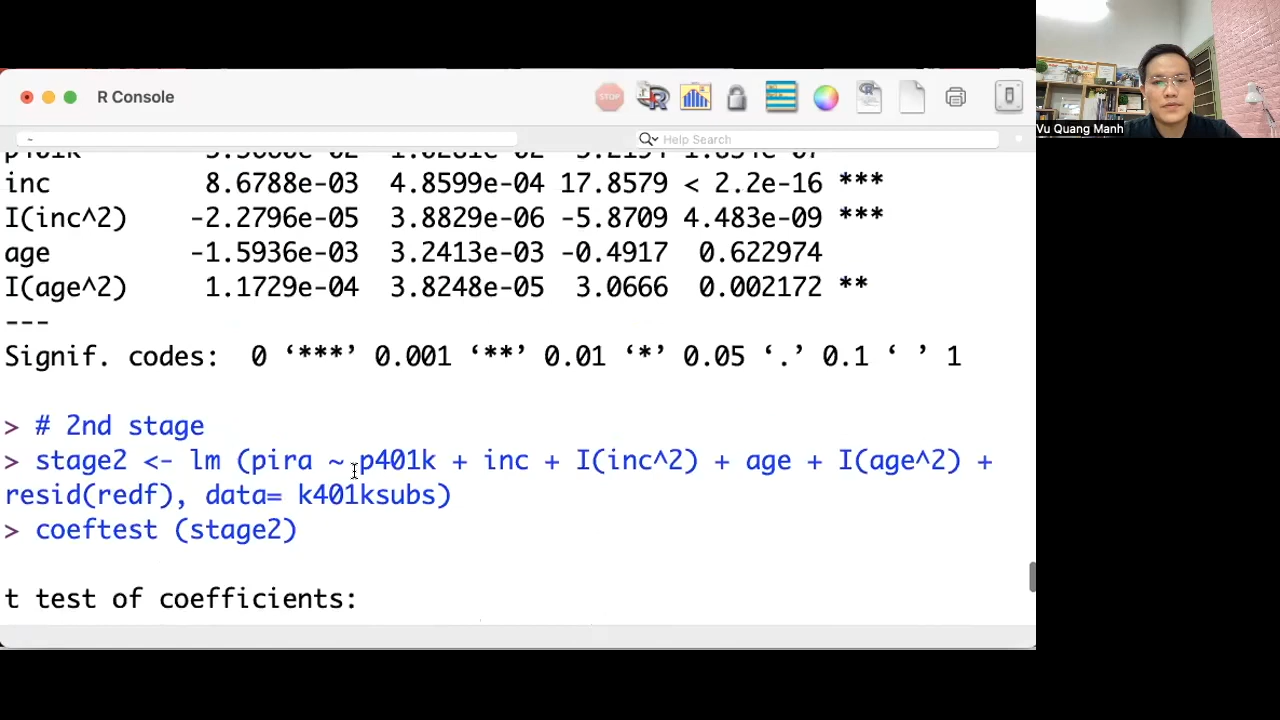 STOP
R Console
~
Help Search
p401k
inc 8.6788e-03 4.8599e-04 17.8579 < 2.2e-16 ***
I(inc^2) -2.2796e-05 3.8829e-06 -5.8709 4.483e-09 ***
age -1.5936e-03 3.2413e-03 -0.4917 0.622974
I(age^2) 1.1729e-04 3.8248e-05 3.0666 0.002172 **
---
Signif. codes: 0 ‘***’ 0.001 ‘**’ 0.01 ‘*’ 0.05 ‘.’ 0.1 ‘ ’ 1
> # 2nd stage
> stage2 <- lm (pira ~ p401k + inc + I(inc^2) + age + I(age^2) +
resid(redf), data= k401ksubs)
> coeftest (stage2)
t test of coefficients:
Vu Quang Manh